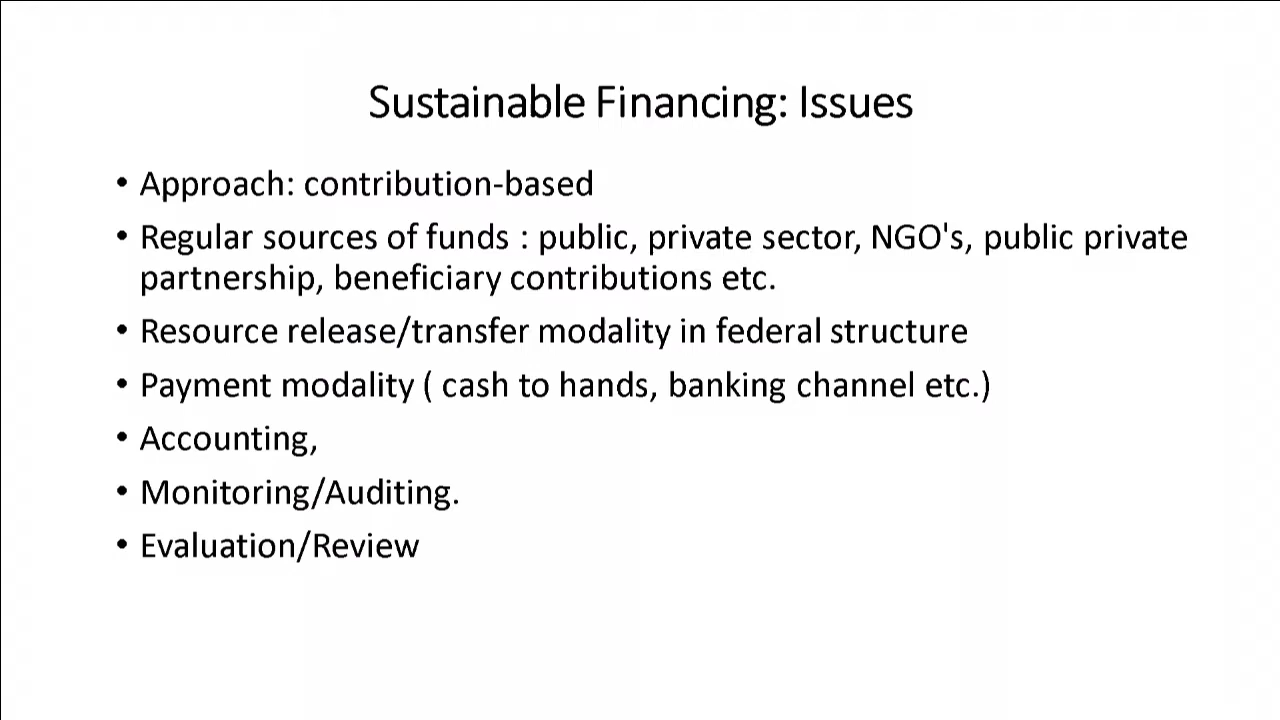 Sustainable Financing: Issues
• Approach: contribution-based
• Regular sources of funds : public, private sector, NGO's, public private
partnership, beneficiary contributions etc.
• Resource release/transfer modality in federal structure
• Payment modality ( cash to hands, banking channel etc.)
• Accounting,
• Monitoring/Auditing.
• Evaluation/Review